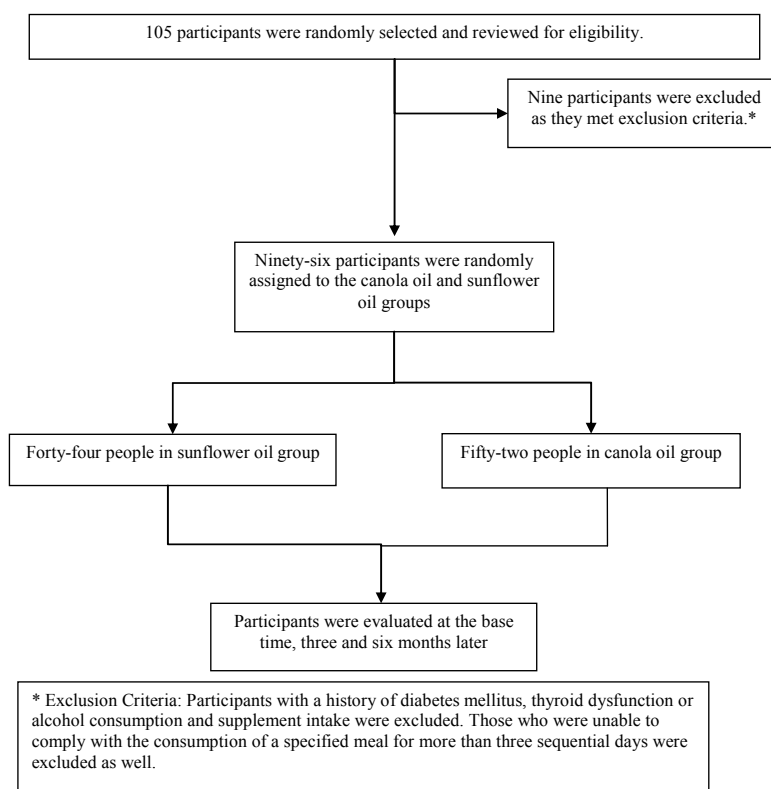 105 participants were randomly selected and reviewed for eligibility.
Nine participants were excluded
as they met exclusion criteria.*
Ninety-six participants were randomly
assigned to the canola oil and sunflower
oil groups
Forty-four people in sunflower oil group
Fifty-two people in canola oil group
Participants were evaluated at the base
time, three and six months later
* Exclusion Criteria: Participants with a history of diabetes mellitus, thyroid dysfunction or
alcohol consumption and supplement intake were excluded. Those who were unable to
comply with the consumption of a specified meal for more than three sequential days were
excluded as well.